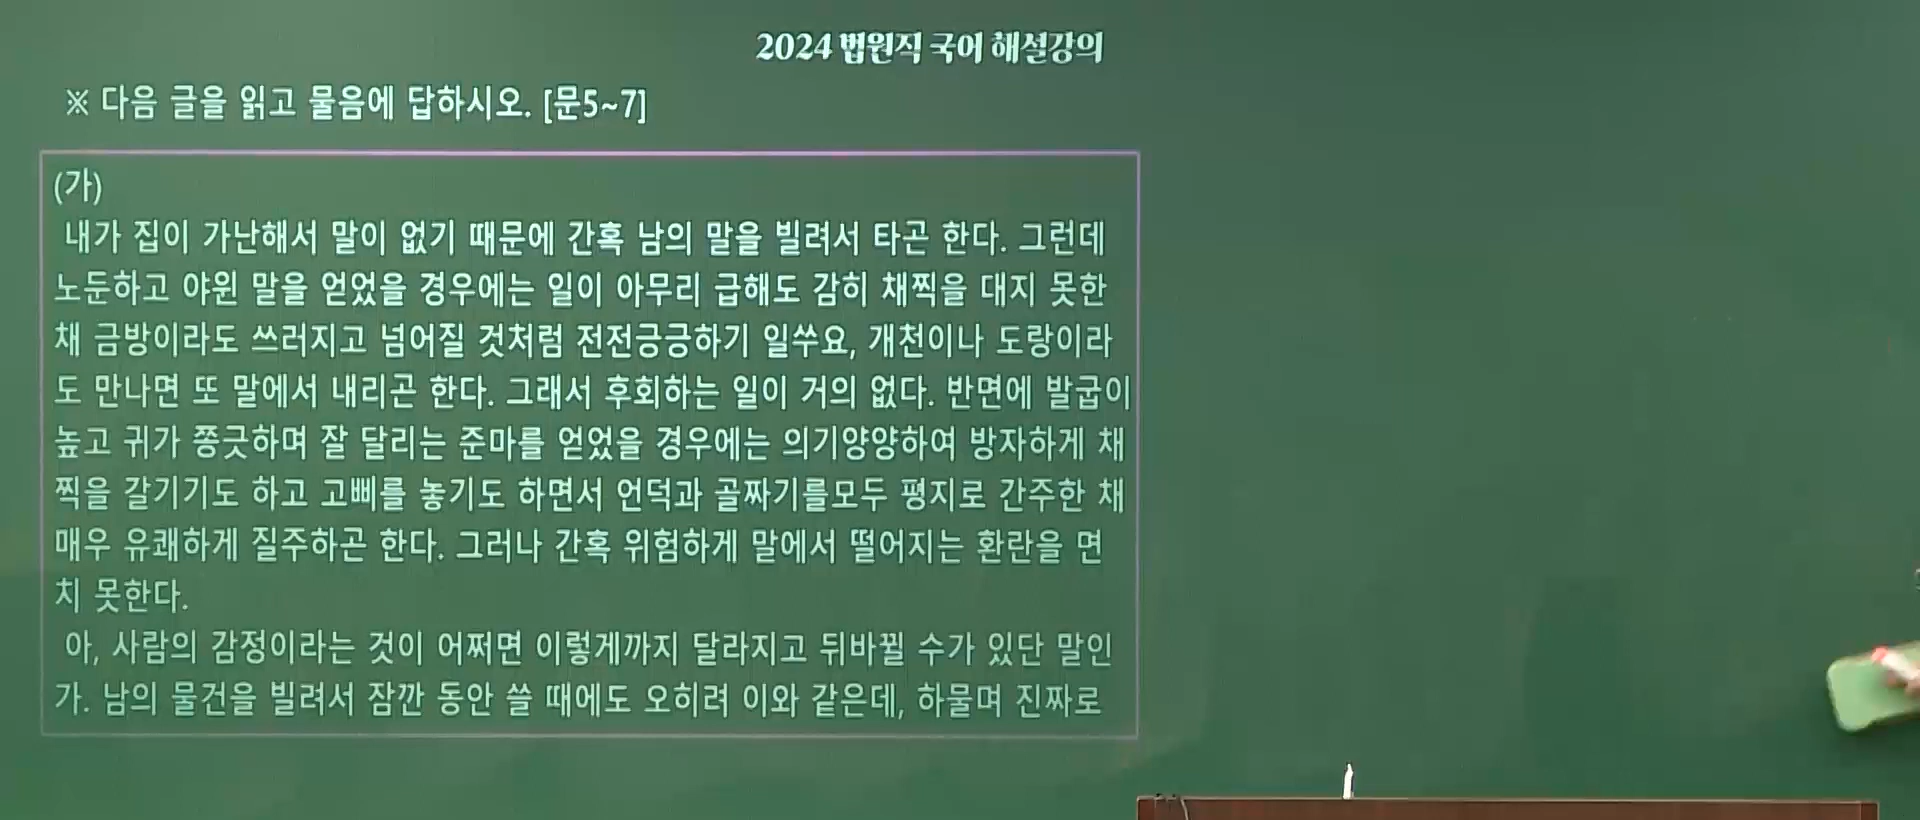 2024 법원직 국어 해설강의
※ 다음 글을 읽고 물음에 답하시오. [문5~7]
(가)
내가 집이 가난해서 말이 없기 때문에 간혹 남의 말을 빌려서 타곤 한다. 그런데
노둔하고 야윈 말을 얻었을 경우에는 일이 아무리 급해도 감히 채찍을 대지 못한
채 금방이라도 쓰러지고 넘어질 것처럼 전전긍긍하기 일쑤요, 개천이나 도랑이라
도 만나면 또 말에서 내리곤 한다. 그래서 후회하는 일이 거의 없다. 반면에 발굽이
높고 귀가 쫑긋하며 잘 달리는 준마를 얻었을 경우에는 의기양양하여 방자하게 채
찍을 갈기기도 하고 고삐를 놓기도 하면서 언덕과 골짜기를모두 평지로 간주한 채
매우 유쾌하게 질주하곤 한다. 그러나 간혹 위험하게 말에서 떨어지는 환란을 면
치 못한다.
아, 사람의 감정이라는 것이 어쩌면 이렇게까지 달라지고 뒤바뀔 수가 있단 말인
가. 남의 물건을 빌려서 잠깐 동안 쓸 때에도 오히려 이와 같은데, 하물며 진짜로